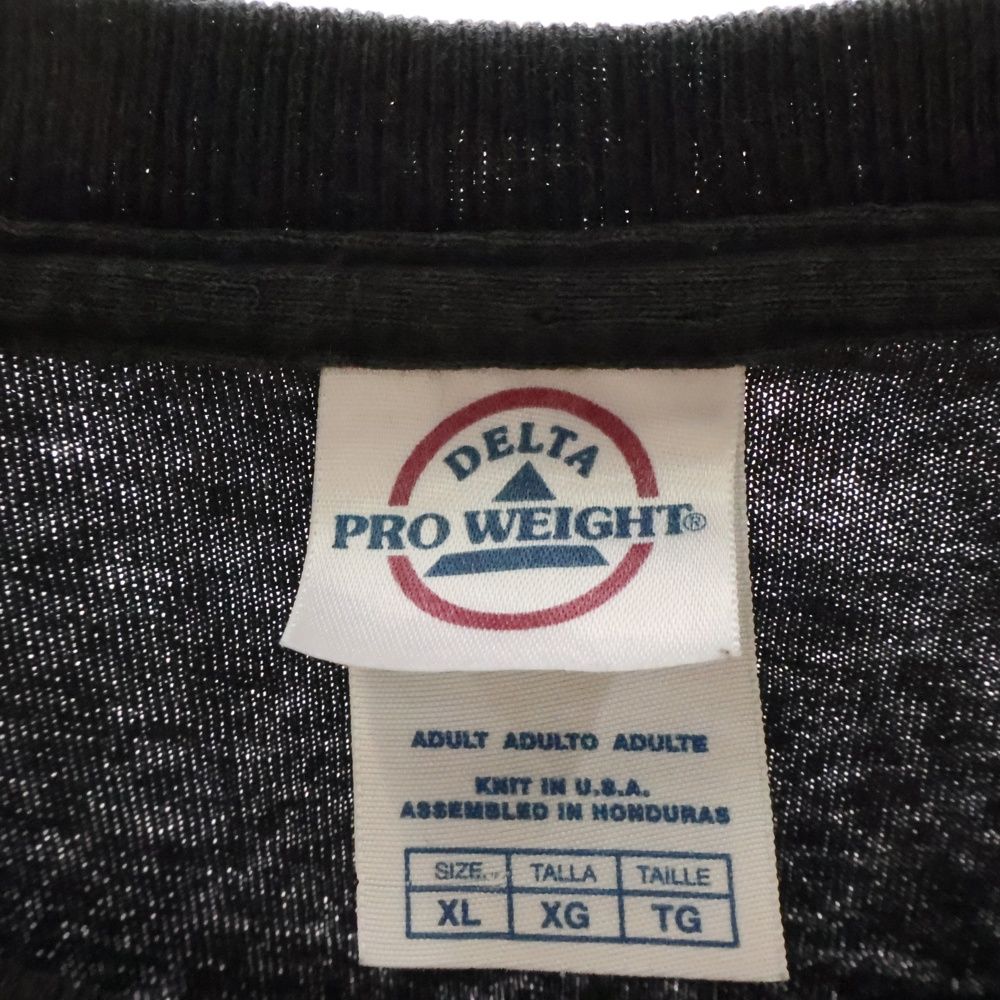 DELTA
PRO WEIGHT®
ADULT ADULTO ADULTE
KNIT IN U.S.A.
ASSEMBLED IN HONDURAS
SIZE TALLA TAILLE
XL XG TG